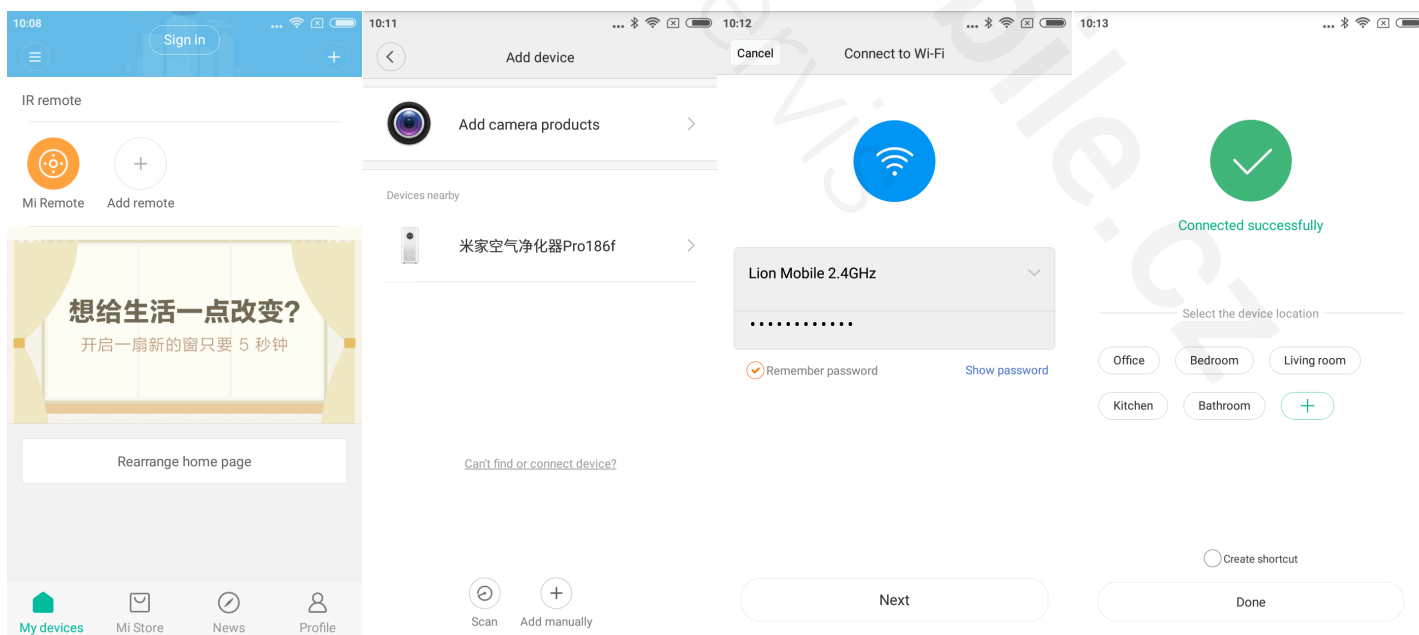 10:08
Sign in
IR remote
Mi Remote
Add remote
想给生活一点改变?
开启一扇新的窗只要 5 秒钟
Rearrange home page
My devices
Mi Store
News
Profile
10:11
Add device
Add camera products
Devices nearby
米家空气净化器Pro186f
Can't find or connect device?
Scan
Add manually
10:12
Cancel
Connect to Wi-Fi
Lion Mobile 2.4GHz
••••••••••••
Remember password
Show password
Next
10:13
Connected successfully
Select the device location
Office
Bedroom
Living room
Kitchen
Bathroom
Create shortcut
Done